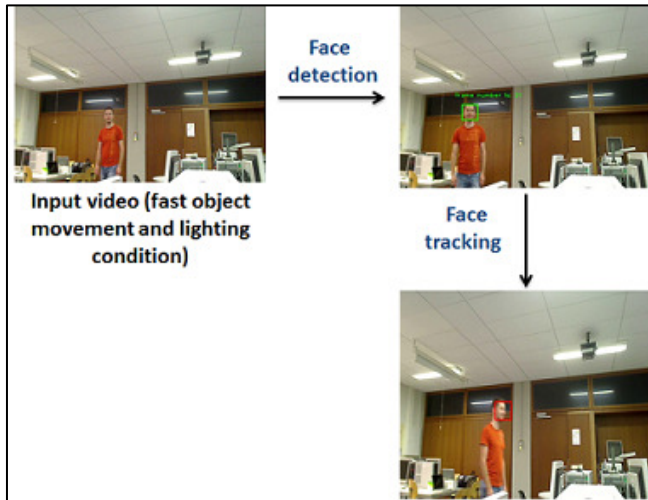 Face
detection
Input video (fast object
movement and lighting
condition)
Face
tracking